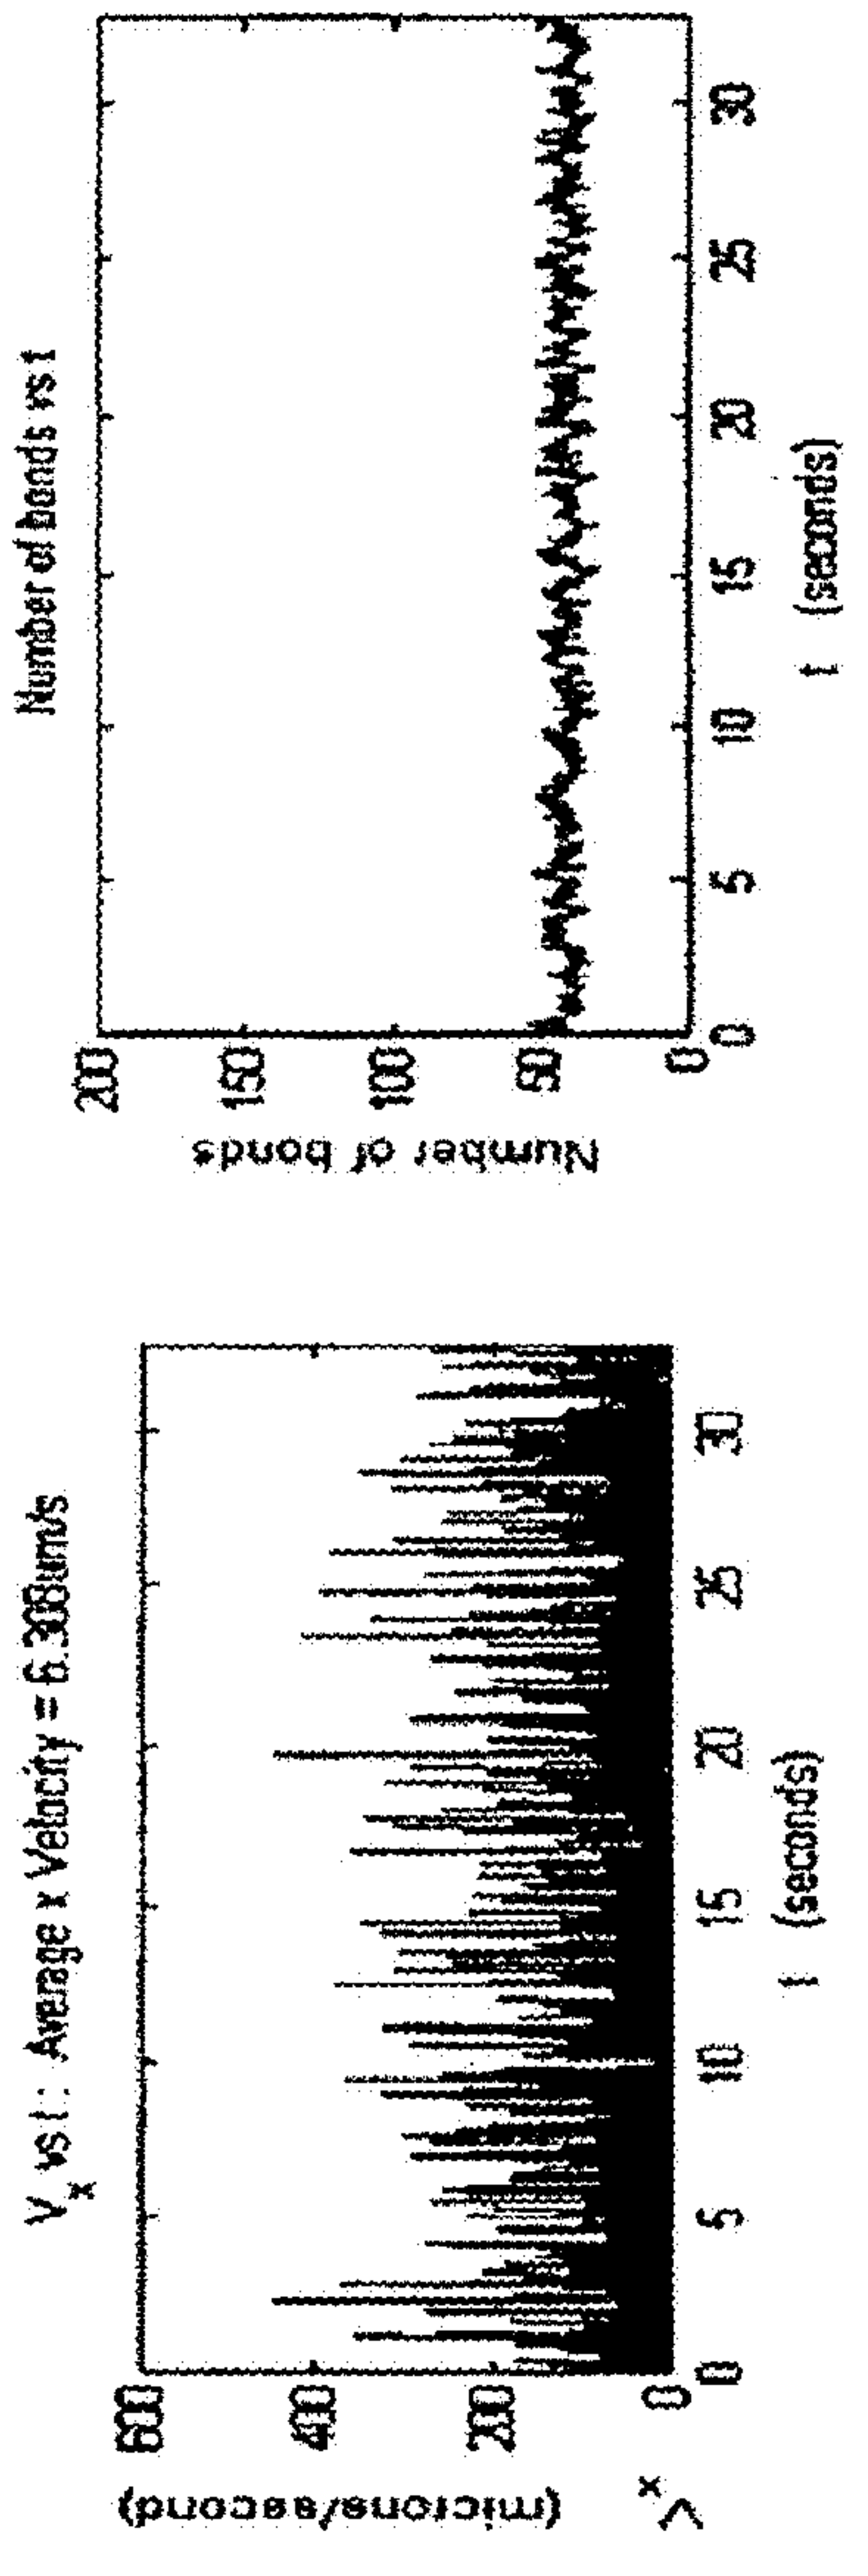 V_x vs t : Average x Velocity = 6.308um/s
600
400
200
0
V_x (microns/second)
0 5 10 15 20 25 30
t (seconds)
Number of bonds vs t
200
150
100
50
0
Number of bonds
0 5 10 15 20 25 30
t (seconds)